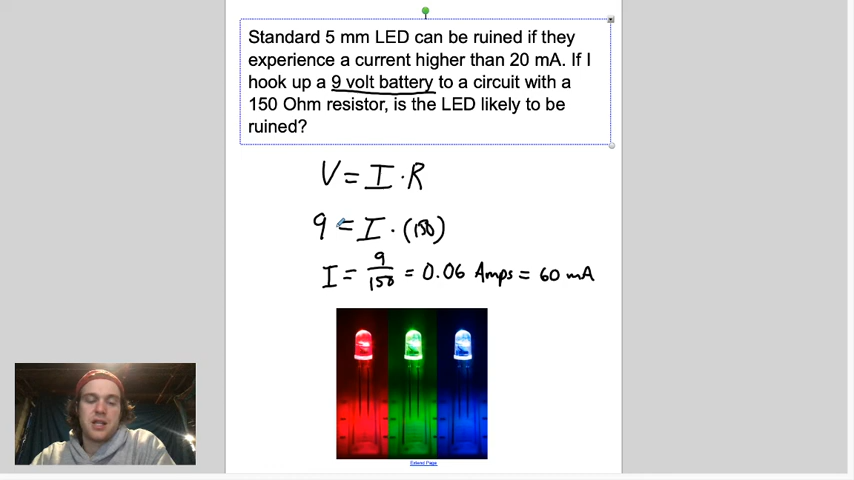 Standard 5 mm LED can be ruined if they
experience a current higher than 20 mA. If I
hook up a 9 volt battery to a circuit with a
150 Ohm resistor, is the LED likely to be
ruined?
V = I · R
9 = I · (150)
I = 9/150 = 0.06 Amps = 60 mA
Extend Page